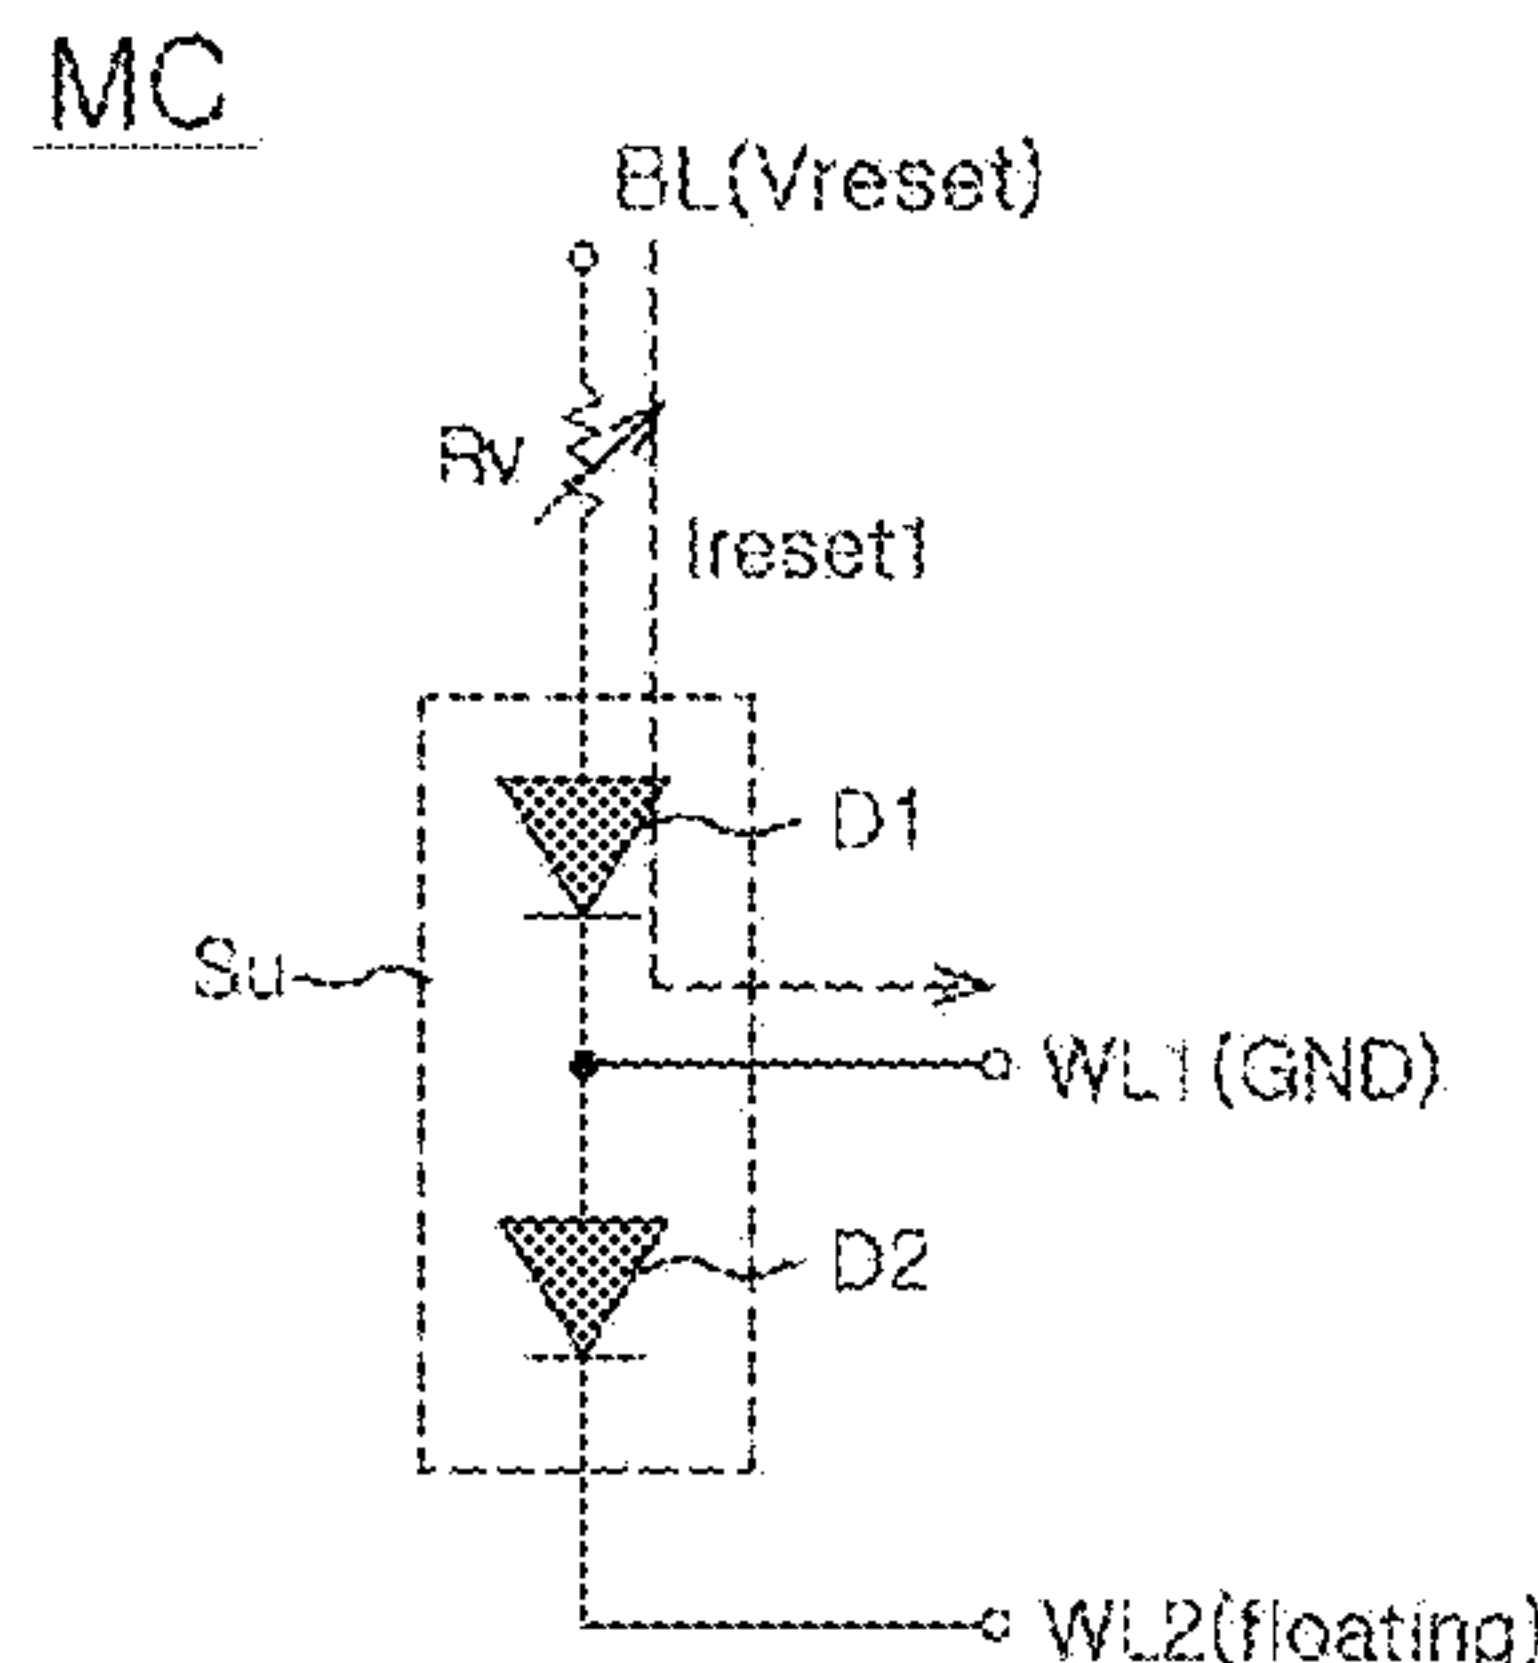 MC
BL(Vreset)
Rv
Ireset1
D1
Su
WL1(GND)
D2
WL2(floating)